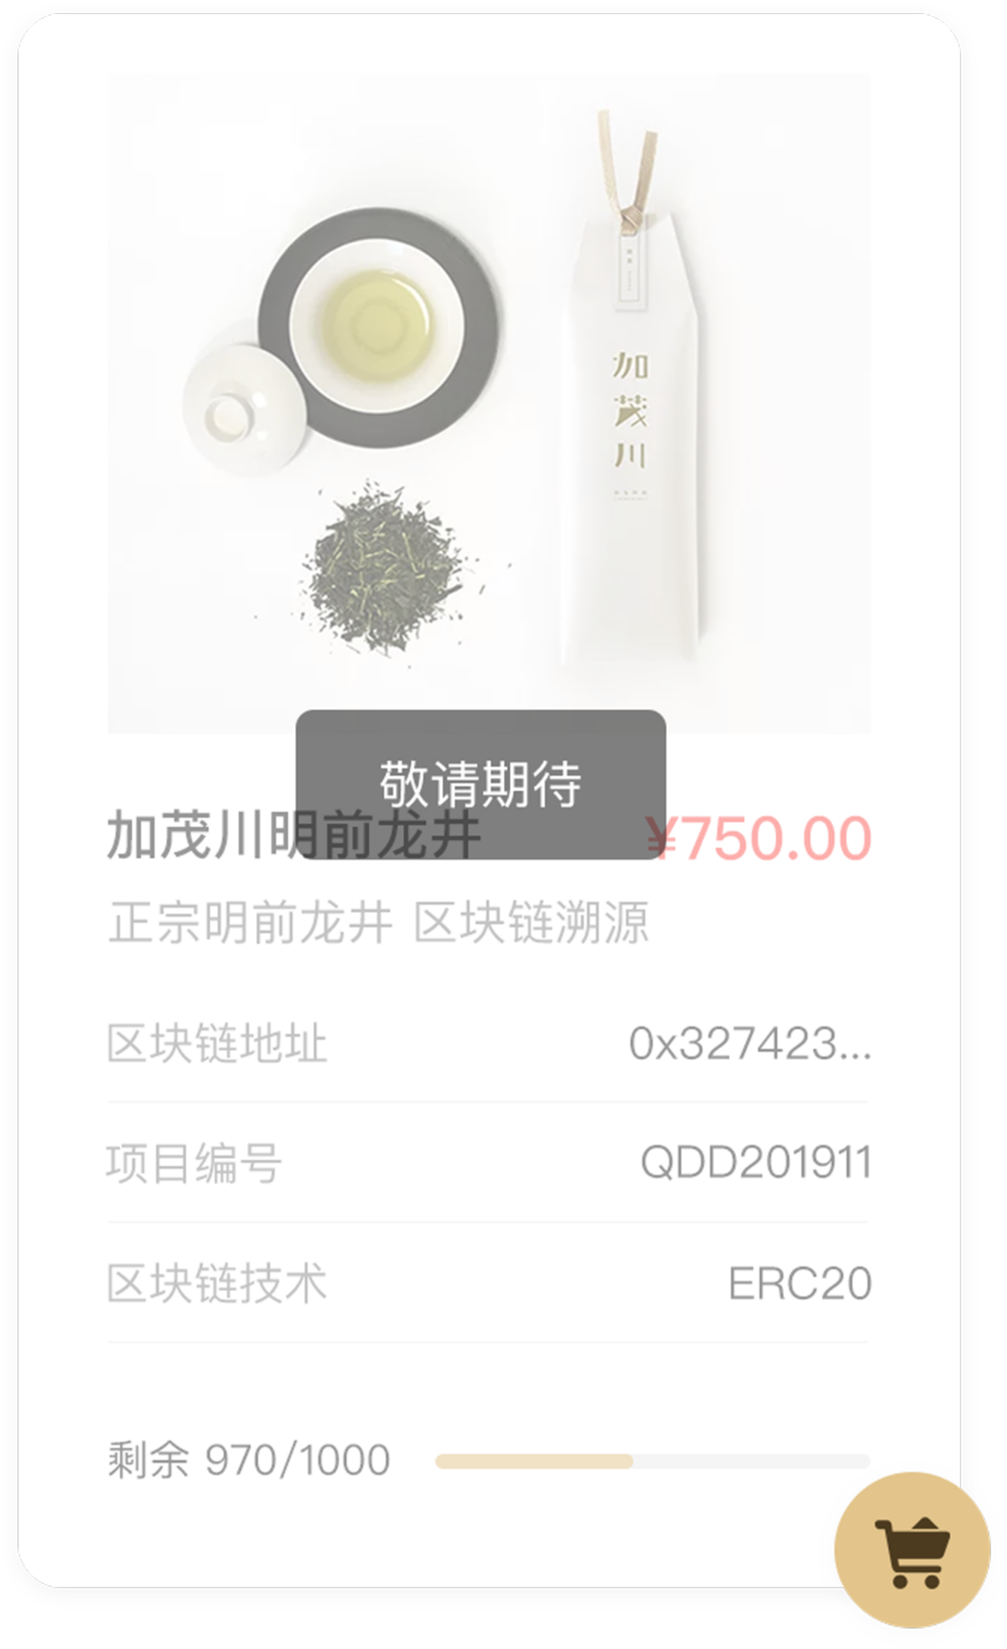 加
茂
川
敬请期待
加茂川明前龙井 ¥750.00
正宗明前龙井 区块链溯源
区块链地址 0x327423...
项目编号 QDD201911
区块链技术 ERC20
剩余 970/1000